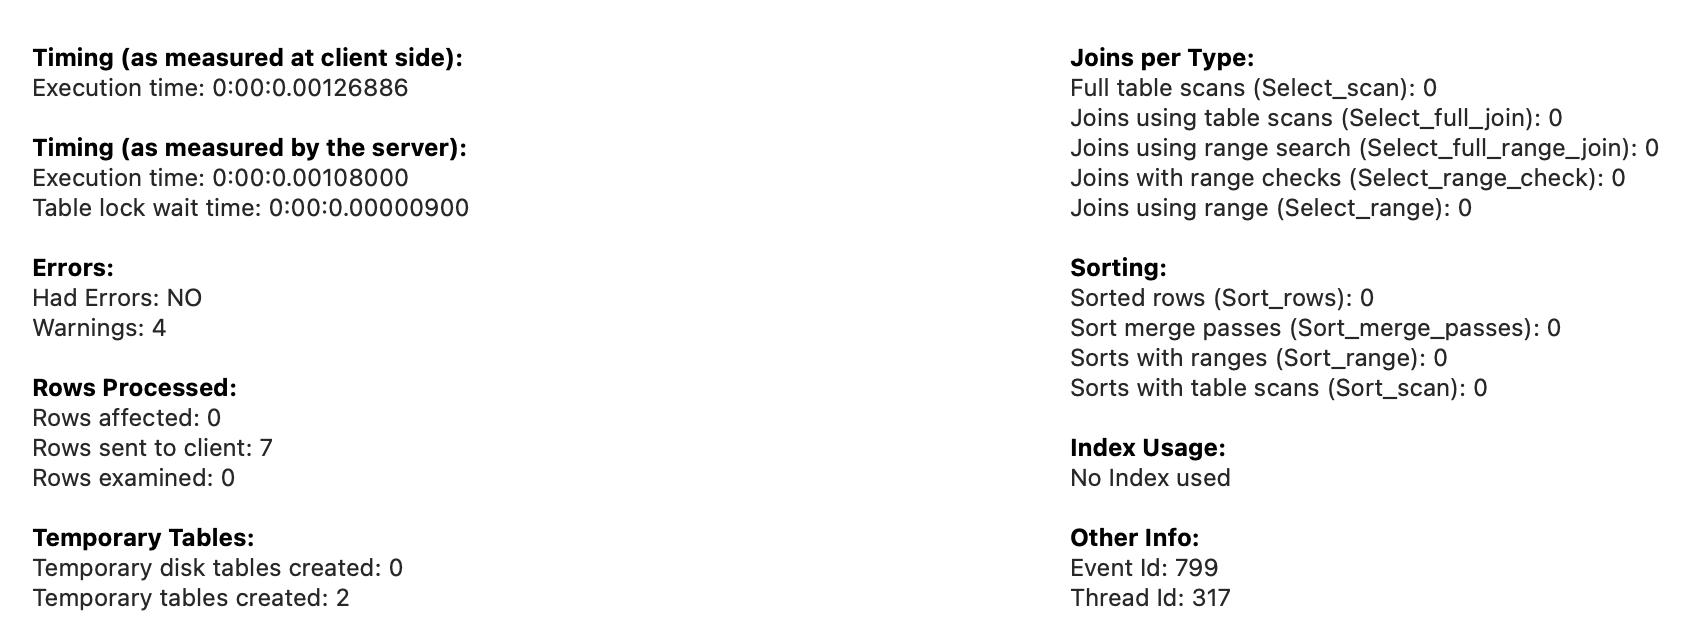 Timing (as measured at client side):
Execution time: 0:00:0.00126886
Timing (as measured by the server):
Execution time: 0:00:0.00108000
Table lock wait time: 0:00:0.00000900
Errors:
Had Errors: NO
Warnings: 4
Rows Processed:
Rows affected: 0
Rows sent to client: 7
Rows examined: 0
Temporary Tables:
Temporary disk tables created: 0
Temporary tables created: 2
Joins per Type:
Full table scans (Select_scan): 0
Joins using table scans (Select_full_join): 0
Joins using range search (Select_full_range_join): 0
Joins with range checks (Select_range_check): 0
Joins using range (Select_range): 0
Sorting:
Sorted rows (Sort_rows): 0
Sort merge passes (Sort_merge_passes): 0
Sorts with ranges (Sort_range): 0
Sorts with table scans (Sort_scan): 0
Index Usage:
No Index used
Other Info:
Event Id: 799
Thread Id: 317